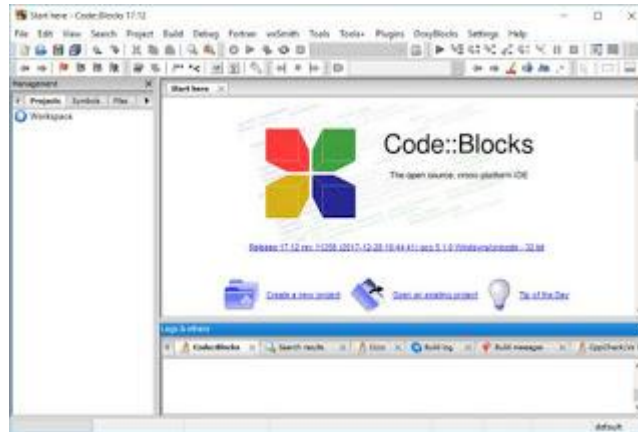 Start here - Code::Blocks 17.12
File Edit View Search Project Build Debug Fortran wxSmith Tools Tools+ Plugins DoxyBlocks Settings Help
Management
Start here
Projects Symbols Files
Workspace
Code::Blocks
The open source, cross-platform IDE
Create a new project Open an existing project Tip of the Day
Logs & others
Code::Blocks Search results Cccc Build log Build messages
default